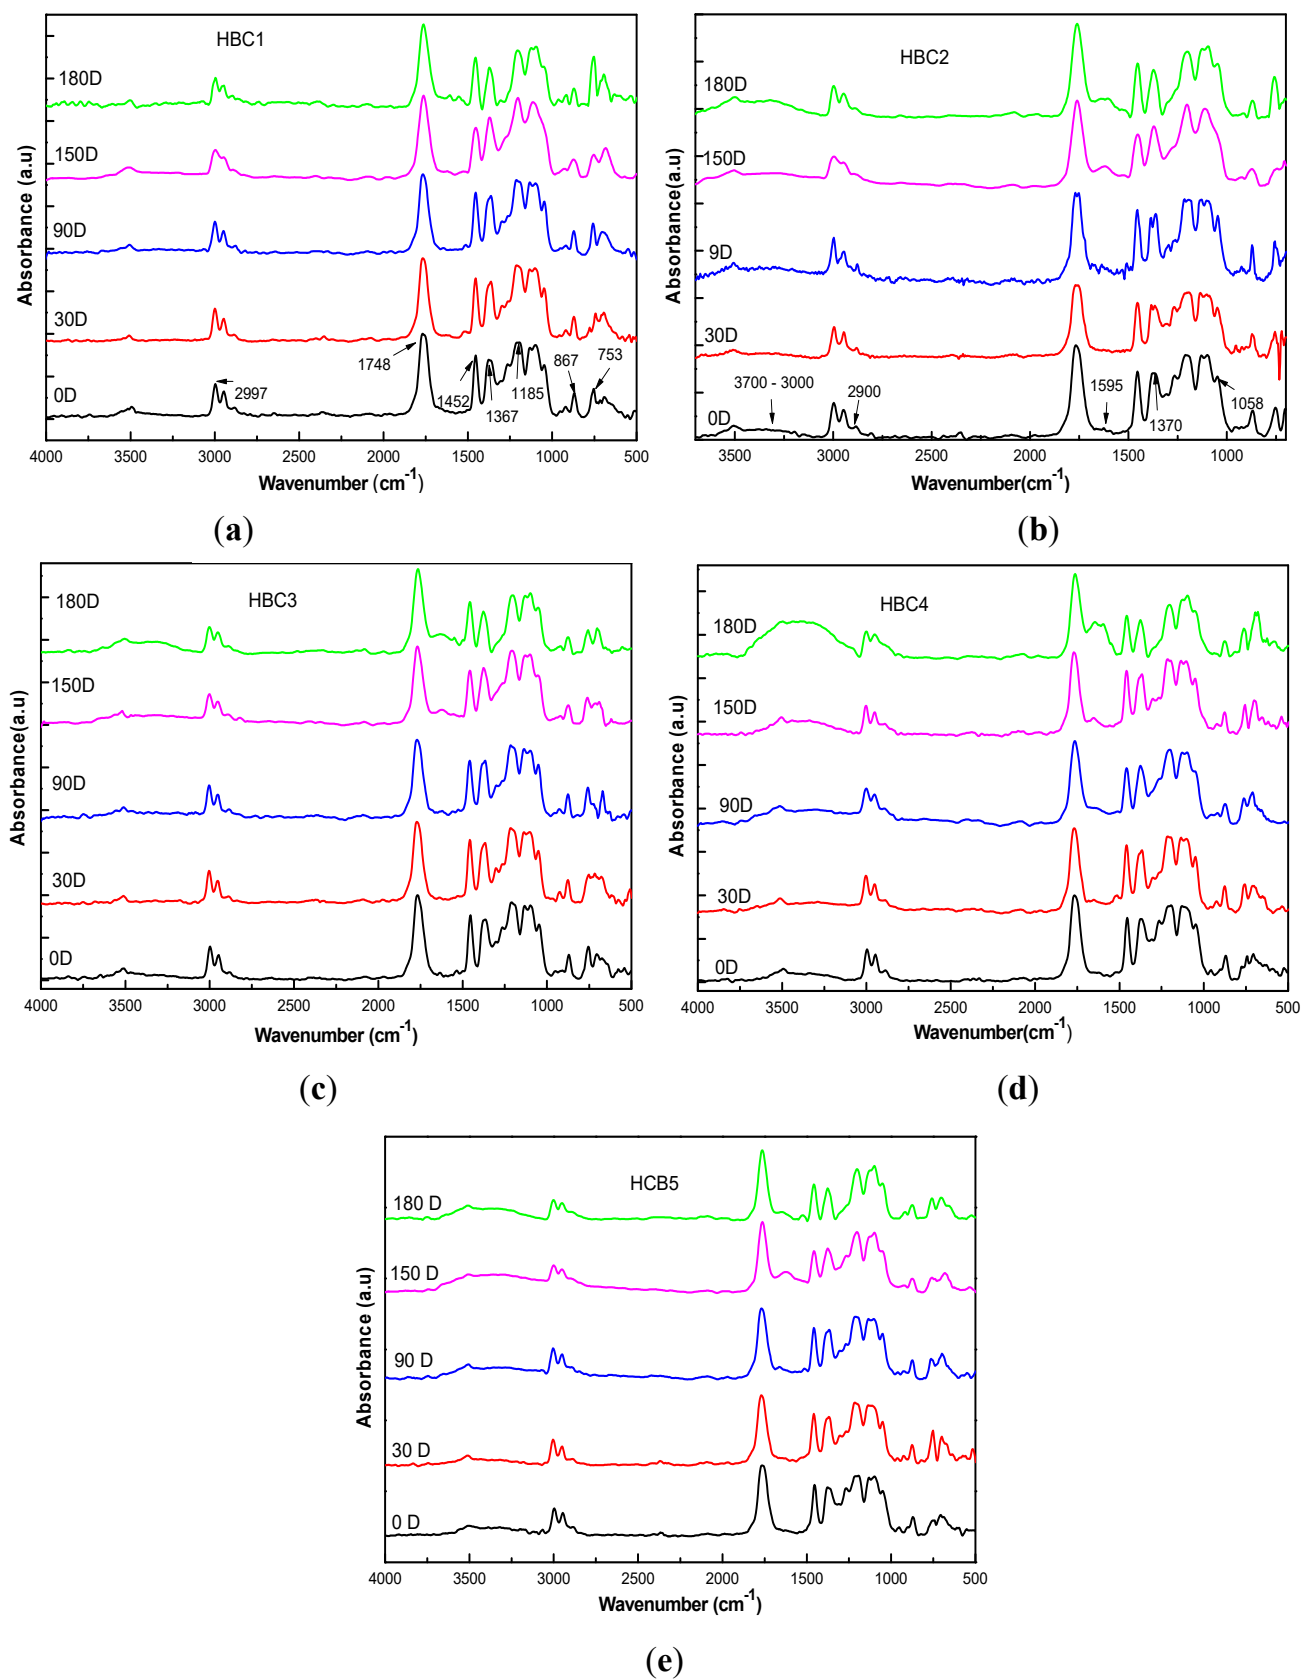 HBC1
180D
150D
90D
30D
0D
2997
1748
1452
1367
1185
867
753
4000 3500 3000 2500 2000 1500 1000 500
Wavenumber (cm-1)
Absorbance (a.u)
(a)
HBC2
180D
150D
9D
30D
0D
3700 - 3000
2900
1595
1370
1058
3500 3000 2500 2000 1500 1000
Wavenumber(cm-1)
Absorbance(a.u)
(b)
HBC3
180D
150D
90D
30D
0D
4000 3500 3000 2500 2000 1500 1000 500
Wavenumber (cm-1)
Absorbance(a.u)
(c)
HBC4
180D
150D
90D
30D
0D
4000 3500 3000 2500 2000 1500 1000 500
Wavenumber(cm-1)
Absorbance (a.u)
(d)
HCB5
180 D
150 D
90 D
30 D
0 D
4000 3500 3000 2500 2000 1500 1000 500
Wavenumber (cm-1)
Absorbance (a.u)
(e)